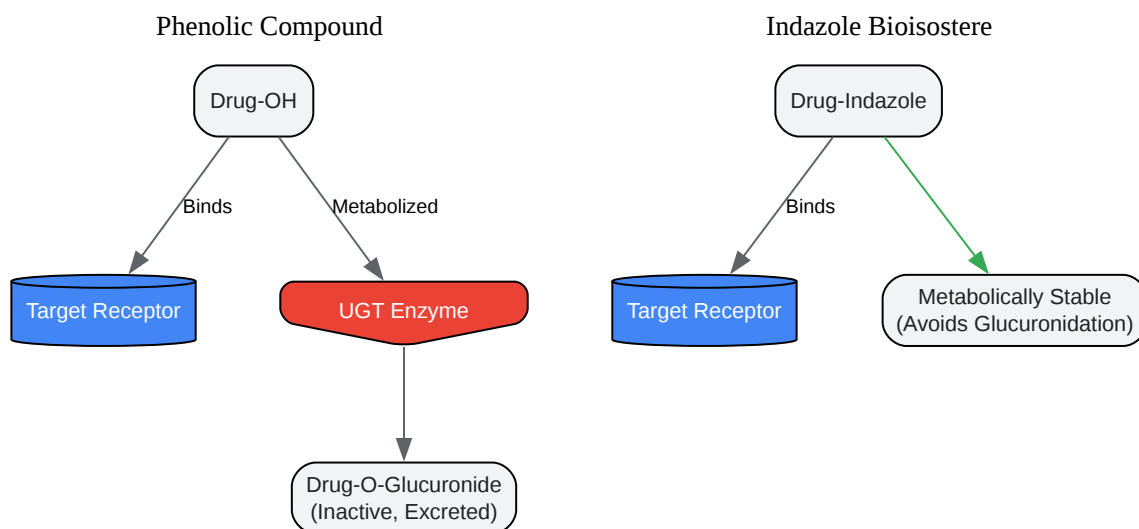 Phenolic Compound
Drug-OH
Binds
Metabolized
Target Receptor
UGT Enzyme
Drug-O-Glucuronide
(Inactive, Excreted)
Indazole Bioisostere
Drug-Indazole
Binds
Target Receptor
Metabolically Stable
(Avoids Glucuronidation)